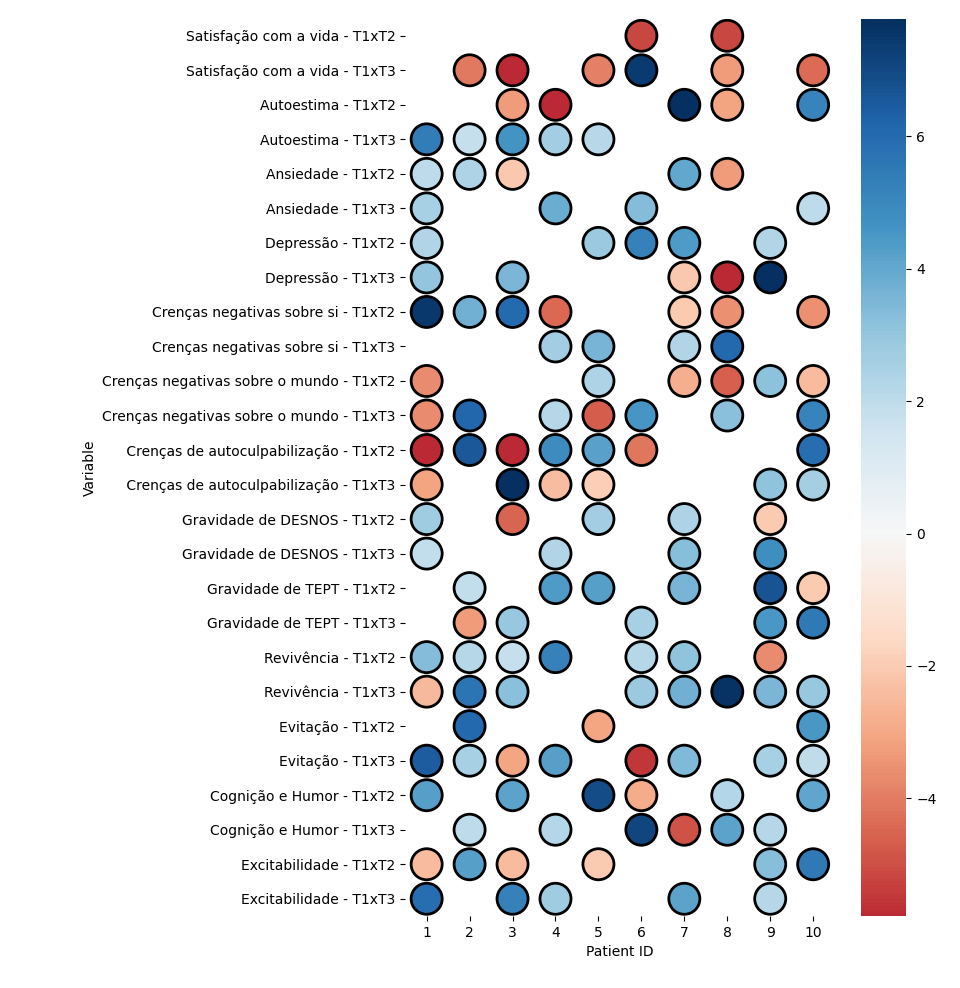 Satisfação com a vida - T1xT2
Satisfação com a vida - T1xT3
Autoestima - T1xT2
Autoestima - T1xT3
Ansiedade - T1xT2
Ansiedade - T1xT3
Depressão - T1xT2
Depressão - T1xT3
Crenças negativas sobre si - T1xT2
Crenças negativas sobre si - T1xT3
Crenças negativas sobre o mundo - T1xT2
Crenças negativas sobre o mundo - T1xT3
Crenças de autoculpabilização - T1xT2
Crenças de autoculpabilização - T1xT3
Gravidade de DESNOS - T1xT2
Gravidade de DESNOS - T1xT3
Gravidade de TEPT - T1xT2
Gravidade de TEPT - T1xT3
Revivência - T1xT2
Revivência - T1xT3
Evitação - T1xT2
Evitação - T1xT3
Cognição e Humor - T1xT2
Cognição e Humor - T1xT3
Excitabilidade - T1xT2
Excitabilidade - T1xT3
Variable
1 2 3 4 5 6 7 8 9 10
Patient ID
6
4
2
0
−2
−4